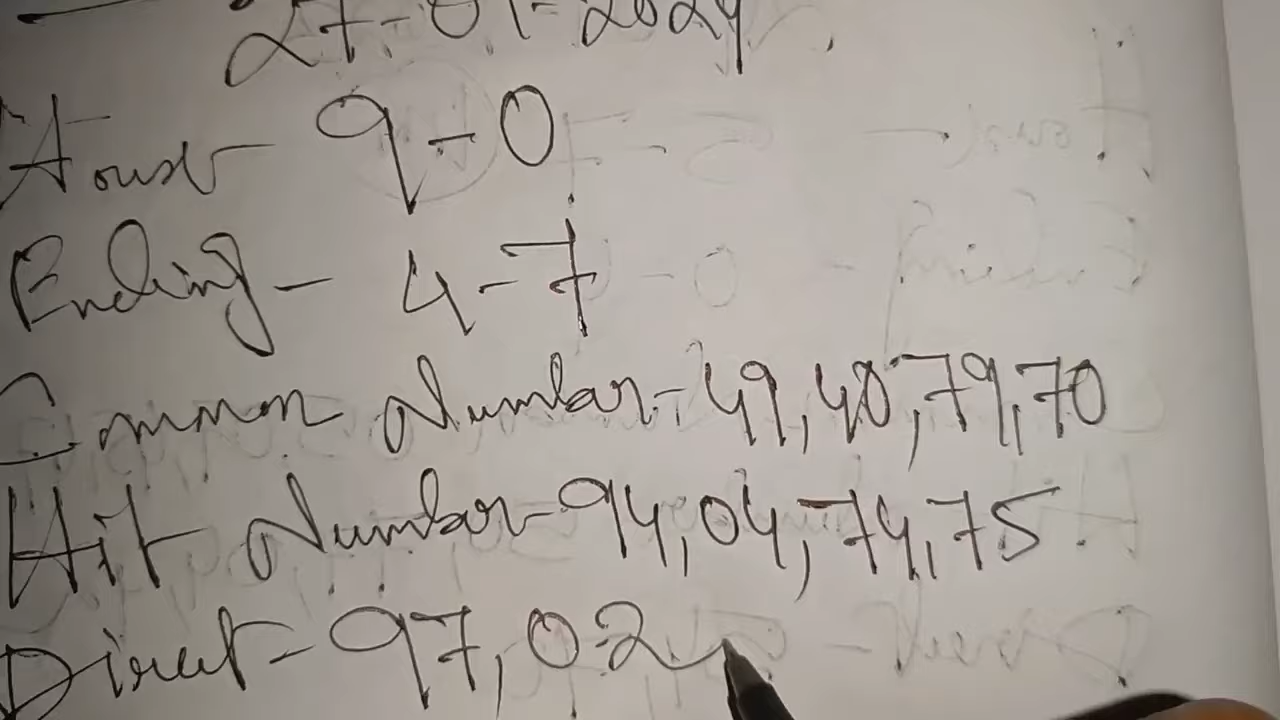 27-01-2024
House - 9-0
Ending - 4-7
Common Number - 49, 40, 79, 70
Hit Number - 94, 04, 74, 75
Direct - 97, 02